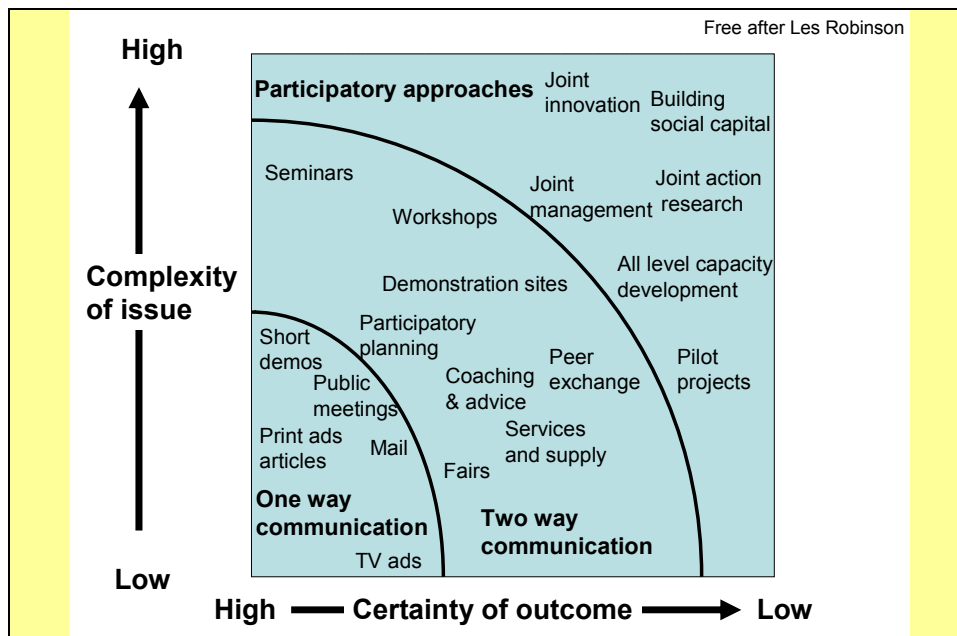 Free after Les Robinson
High
Participatory approaches
Joint
innovation
Building
social capital
Seminars
Workshops
Joint
management
Joint action
research
Complexity
of issue
Demonstration sites
All level capacity
development
Short
demos
Participatory
planning
Public
meetings
Coaching
& advice
Peer
exchange
Pilot
projects
Print ads
articles
Mail
Services
and supply
Fairs
One way
communication
Two way
communication
TV ads
Low
High
Certainty of outcome
Low